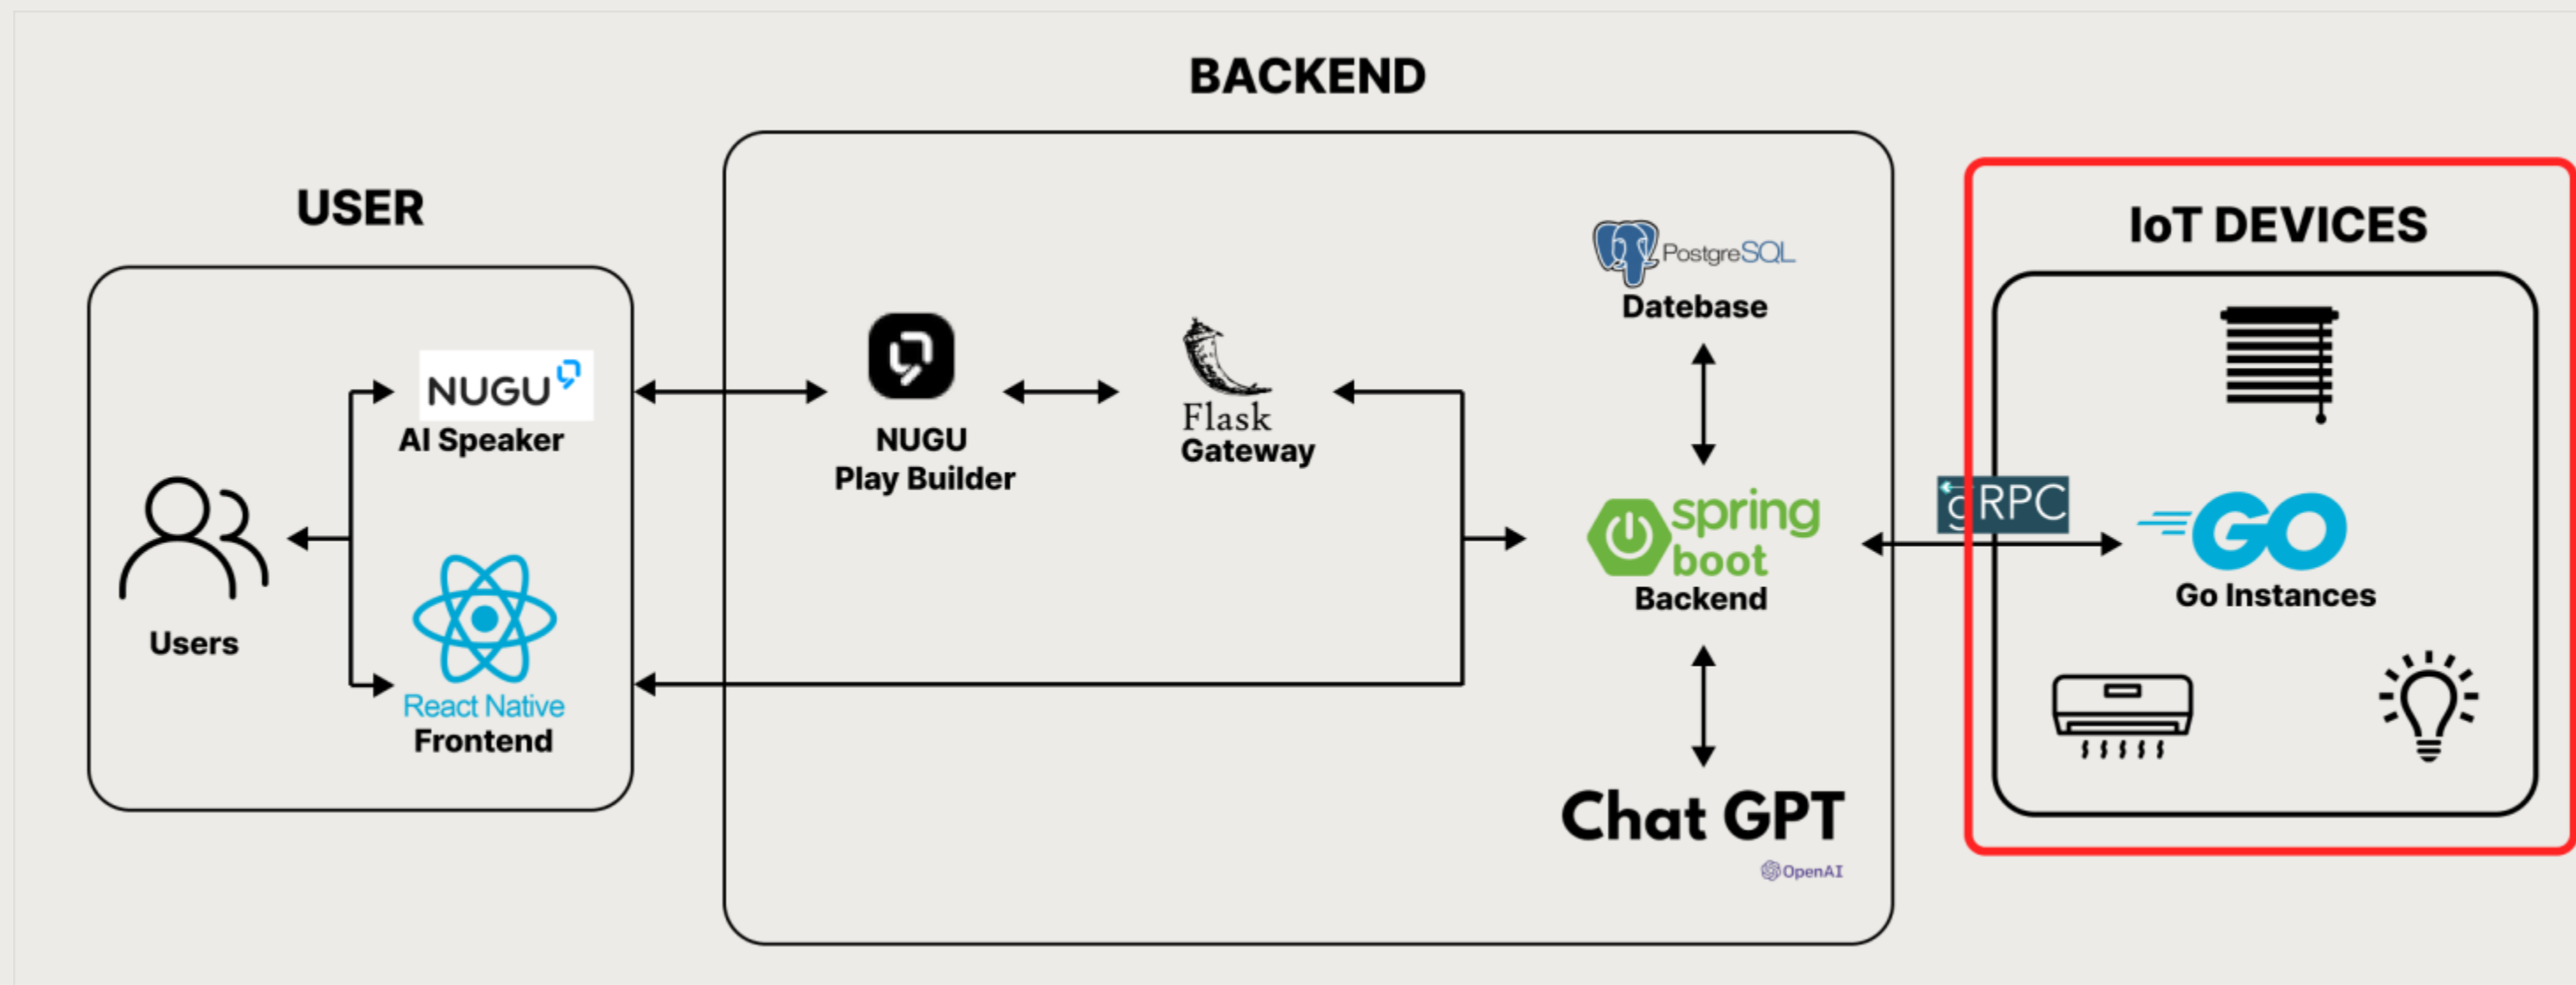 BACKEND
USER
IoT DEVICES
PostgreSQL
Datebase
NUGU
AI Speaker
NUGU
Play Builder
Flask
Gateway
spring
boot
Backend
gRPC
GO
Go Instances
Users
React Native
Frontend
Chat GPT
OpenAI